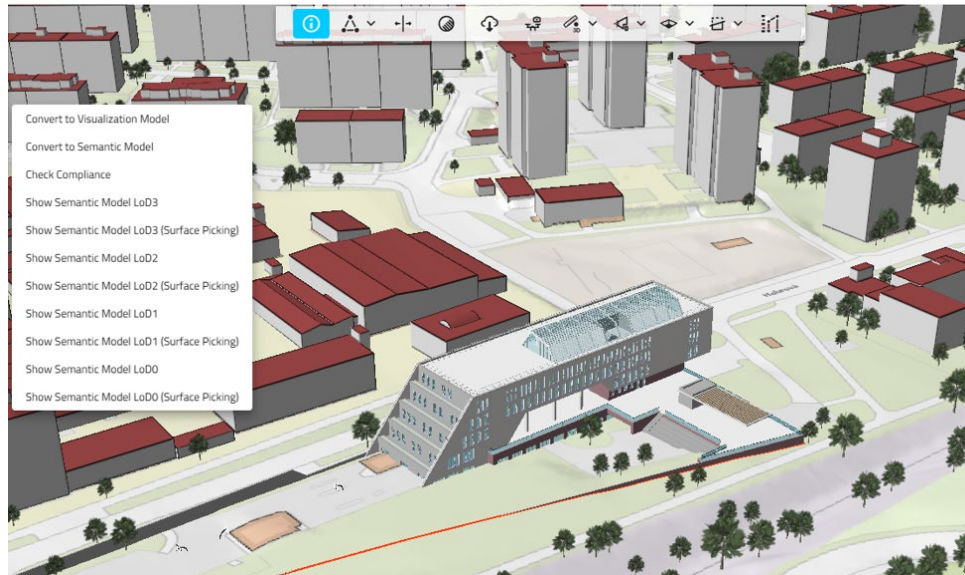 3D
Convert to Visualization Model
Convert to Semantic Model
Check Compliance
Show Semantic Model LoD3
Show Semantic Model LoD3 (Surface Picking)
Show Semantic Model LoD2
Show Semantic Model LoD2 (Surface Picking)
Show Semantic Model LoD1
Show Semantic Model LoD1 (Surface Picking)
Show Semantic Model LoD0
Show Semantic Model LoD0 (Surface Picking)